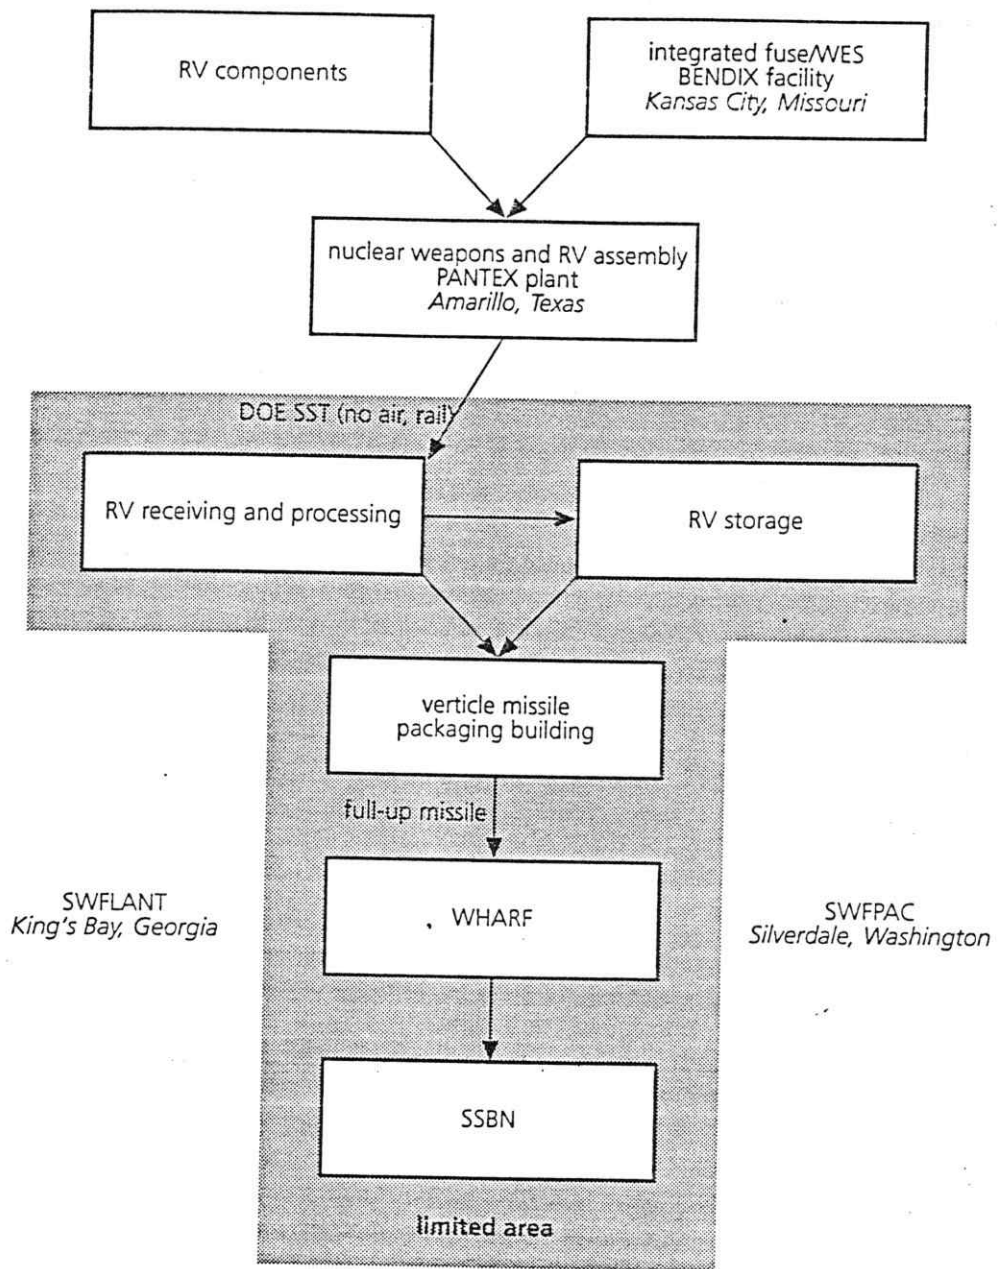 RV components
integrated fuse/WES
BENDIX facility
Kansas City, Missouri
nuclear weapons and RV assembly
PANTEX plant
Amarillo, Texas
DOE SST (no air, rail)
RV receiving and processing
RV storage
verticle missile
packaging building
full-up missile
WHARF
SWFLANT
King's Bay, Georgia
SWFPAC
Silverdale, Washington
SSBN
limited area